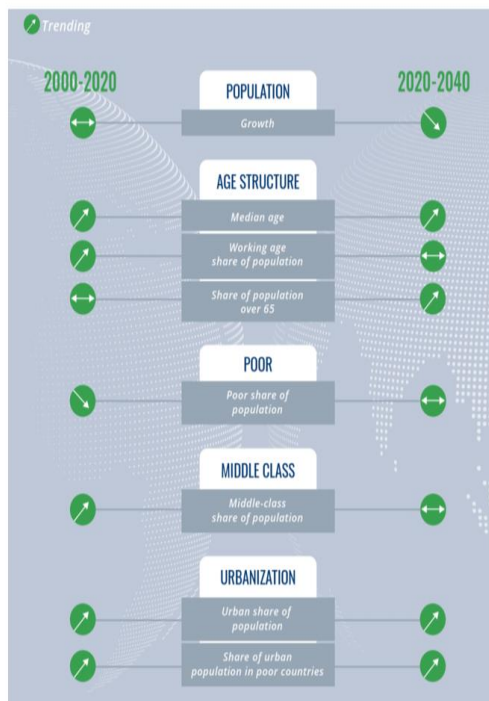 Trending
2000-2020
2020-2040
POPULATION
Growth
AGE STRUCTURE
Median age
Working age
share of population
Share of population
over 65
POOR
Poor share of
population
MIDDLE CLASS
Middle-class
share of population
URBANIZATION
Urban share of
population
Share of urban
population in poor countries